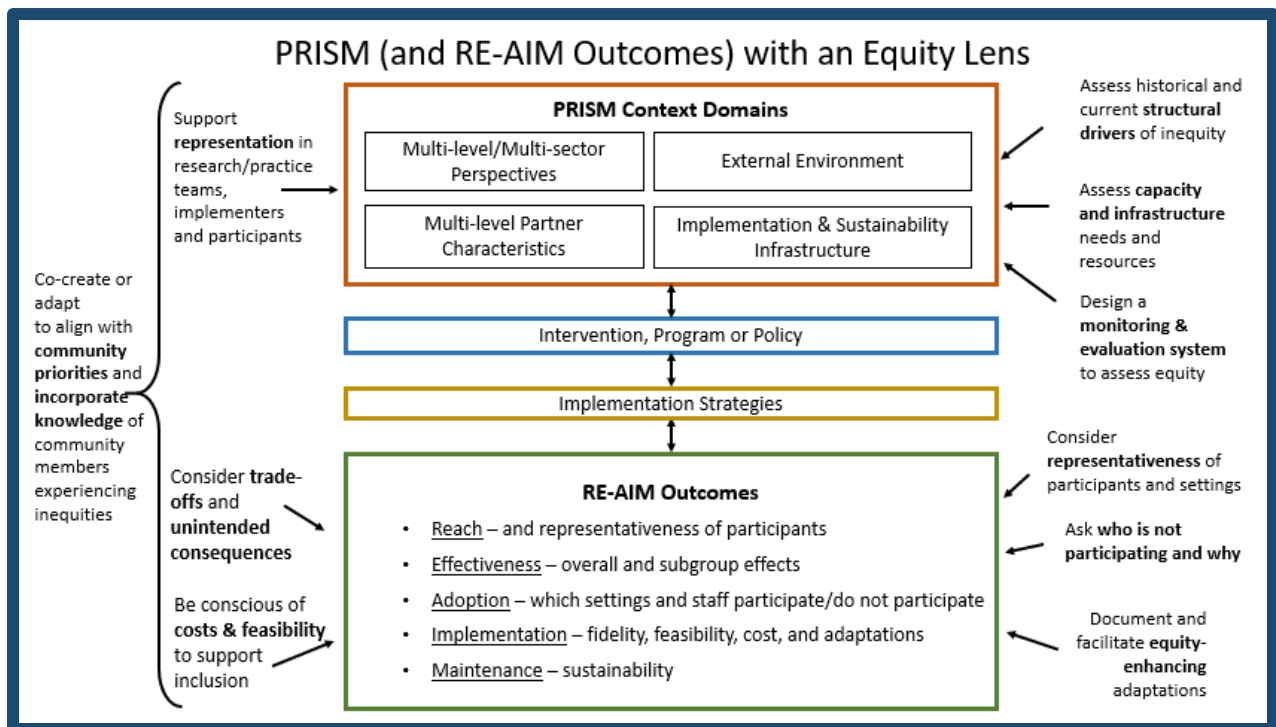 PRISM (and RE-AIM Outcomes) with an Equity Lens
Co-create or
adapt
to align with
community
priorities and
incorporate
knowledge of
community
members
experiencing
inequities
Support
representation in
research/practice
teams,
implementers
and participants
Consider trade-
offs and
unintended
consequences
Be conscious of
costs & feasibility
to support
inclusion
PRISM Context Domains
Multi-level/Multi-sector
Perspectives
External Environment
Multi-level Partner
Characteristics
Implementation & Sustainability
Infrastructure
Intervention, Program or Policy
Implementation Strategies
RE-AIM Outcomes
• Reach – and representativeness of participants
• Effectiveness – overall and subgroup effects
• Adoption – which settings and staff participate/do not participate
• Implementation – fidelity, feasibility, cost, and adaptations
• Maintenance – sustainability
Assess historical and
current structural
drivers of inequity
Assess capacity
and infrastructure
needs and
resources
Design a
monitoring &
evaluation system
to assess equity
Consider
representativeness of
participants and settings
Ask who is not
participating and why
Document and
facilitate equity-
enhancing
adaptations